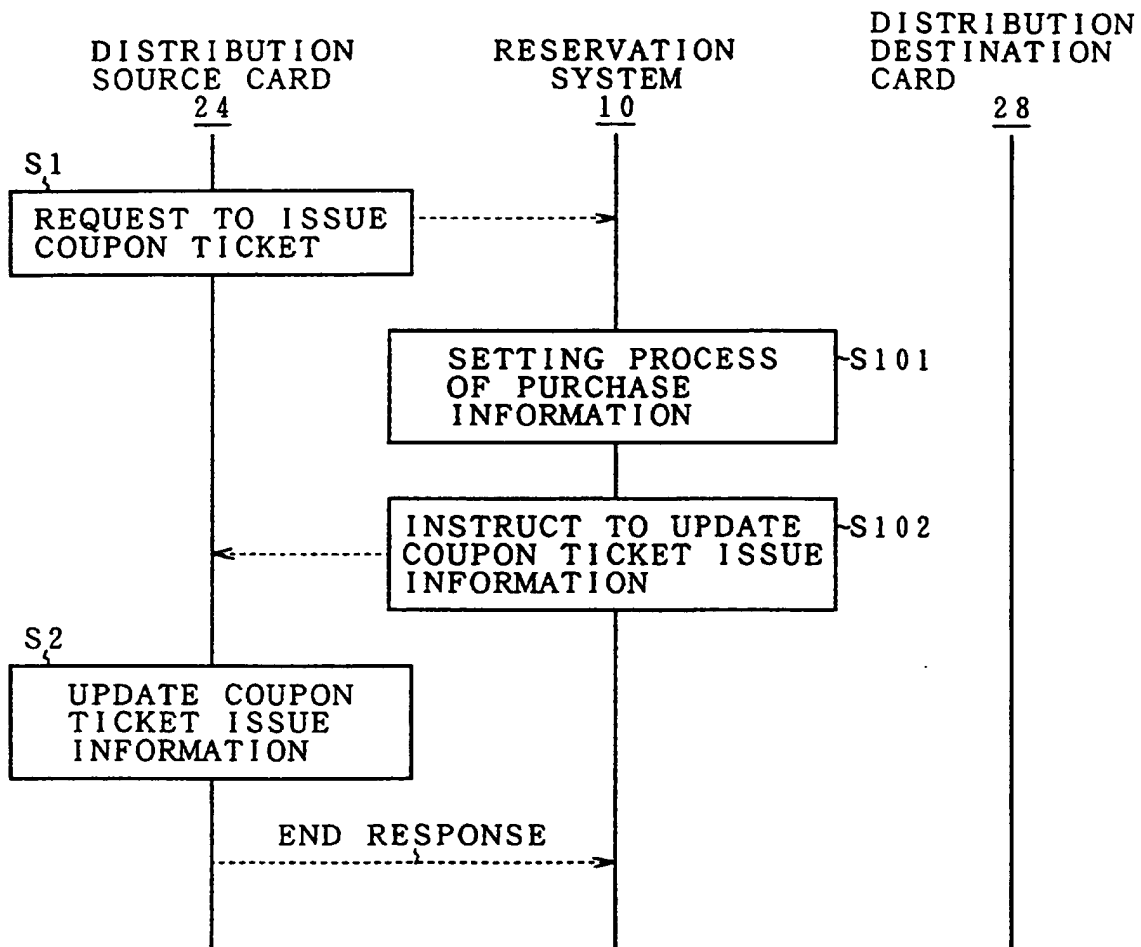 DISTRIBUTION
SOURCE CARD
24
RESERVATION
SYSTEM
10
DISTRIBUTION
DESTINATION
CARD
28
S1
REQUEST TO ISSUE
COUPON TICKET
SETTING PROCESS
OF PURCHASE
INFORMATION
S101
INSTRUCT TO UPDATE
COUPON TICKET ISSUE
INFORMATION
S102
S2
UPDATE COUPON
TICKET ISSUE
INFORMATION
END RESPONSE